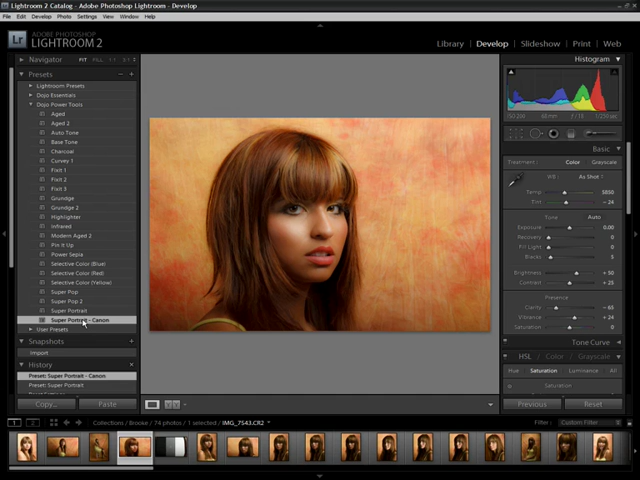 Lightroom 2 Catalog - Adobe Photoshop Lightroom - Develop
File Edit Develop Photo Settings View Window Help
Lr ADOBE PHOTOSHOP
LIGHTROOM 2
Library | Develop | Slideshow | Print | Web
Navigator FIT FILL 1:1
Presets
Lightroom Presets
Dojo Essentials
Dojo Power Tools
Aged
Aged 2
Auto Tone
Base Tone
Charcoal
Curvey 1
Fixit 1
Fixit 2
Fixit 3
Grundge
Grundge 2
Highlighter
Infrared
Modern Aged 2
Pin It Up
Power Sepia
Selective Color (Blue)
Selective Color (Red)
Selective Color (Yellow)
Super Pop
Super Pop 2
Super Portrait
Super Portrait - Canon
User Presets
Snapshots
Import
History
Preset: Super Portrait - Canon
Preset: Super Portrait
Copy... Paste
Histogram
Basic
Treatment : Color Grayscale
WB : As Shot
Temp 5850
Tint - 24
Tone Auto
Exposure 0.00
Recovery 0
Fill Light 0
Blacks 5
Brightness + 50
Contrast + 25
Presence
Clarity - 65
Vibrance + 24
Saturation 0
Tone Curve
HSL / Color / Grayscale
Hue Saturation Luminance All
Saturation
Previous Reset
1 2 Collections / Brooke / 74 photos / 1 selected / IMG_7543.CR2
Filter : Custom Filter